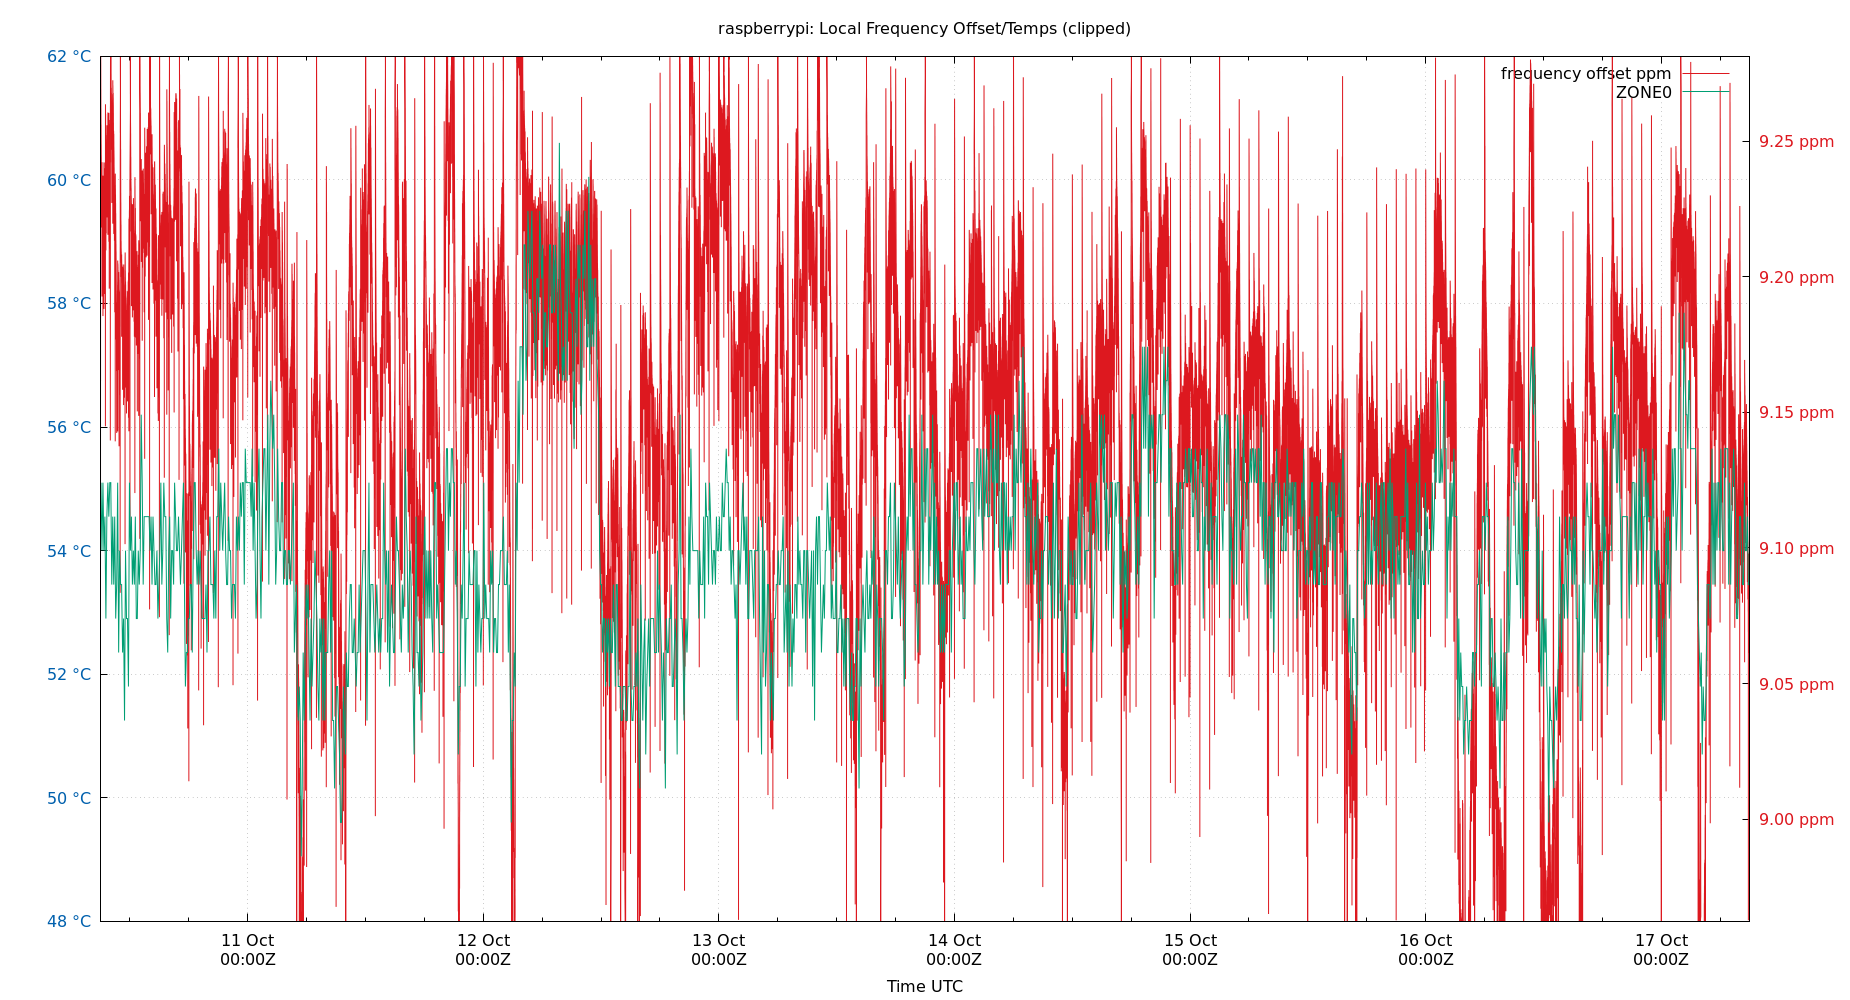 raspberrypi: Local Frequency Offset/Temps (clipped)
62 °C
60 °C
58 °C
56 °C
54 °C
52 °C
50 °C
48 °C
frequency offset ppm
ZONE0
9.25 ppm
9.20 ppm
9.15 ppm
9.10 ppm
9.05 ppm
9.00 ppm
11 Oct
00:00Z
12 Oct
00:00Z
13 Oct
00:00Z
14 Oct
00:00Z
15 Oct
00:00Z
16 Oct
00:00Z
17 Oct
00:00Z
Time UTC